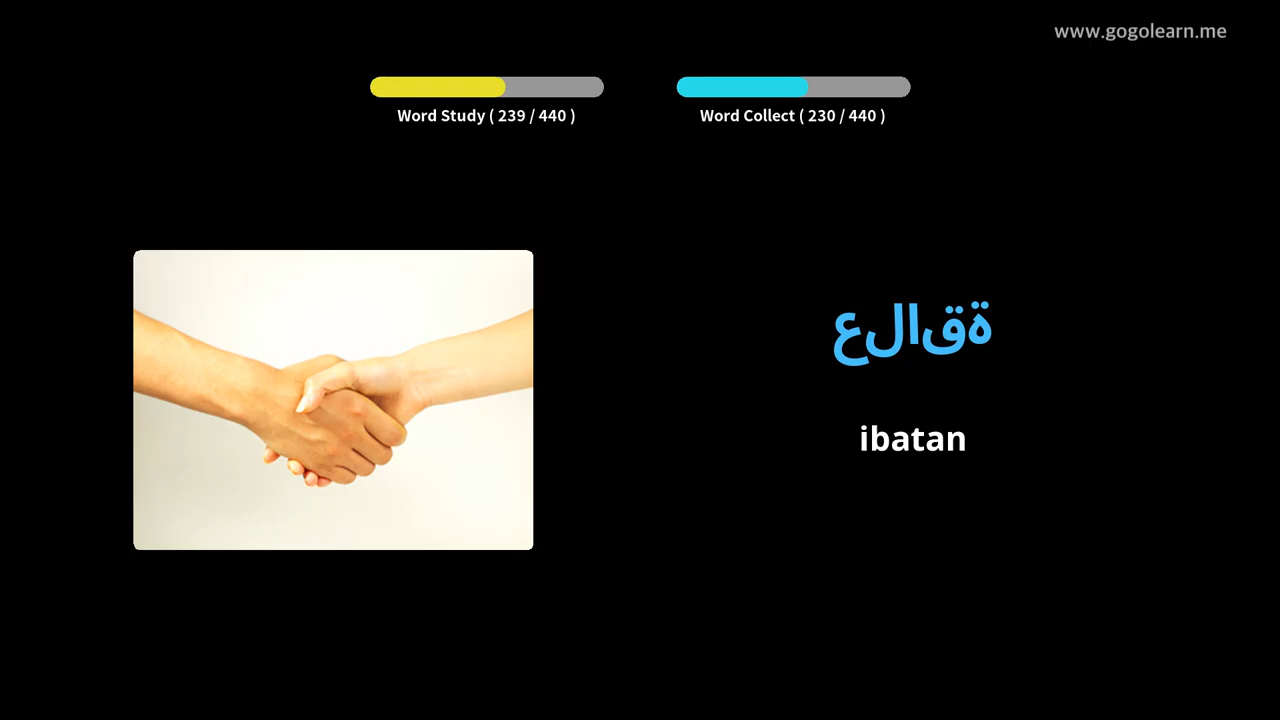 www.gogolearn.me
Word Study ( 239 / 440 )
Word Collect ( 230 / 440 )
علاقة
ibatan